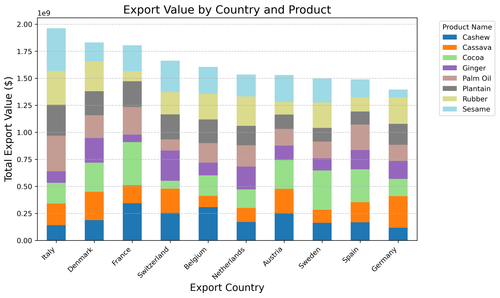 Export Value by Country and Product
1e9
Total Export Value ($)
2.00
1.75
1.50
1.25
1.00
0.75
0.50
0.25
0.00
Italy
Denmark
France
Switzerland
Belgium
Netherlands
Austria
Sweden
Spain
Germany
Export Country
Product Name
Cashew
Cassava
Cocoa
Ginger
Palm Oil
Plantain
Rubber
Sesame